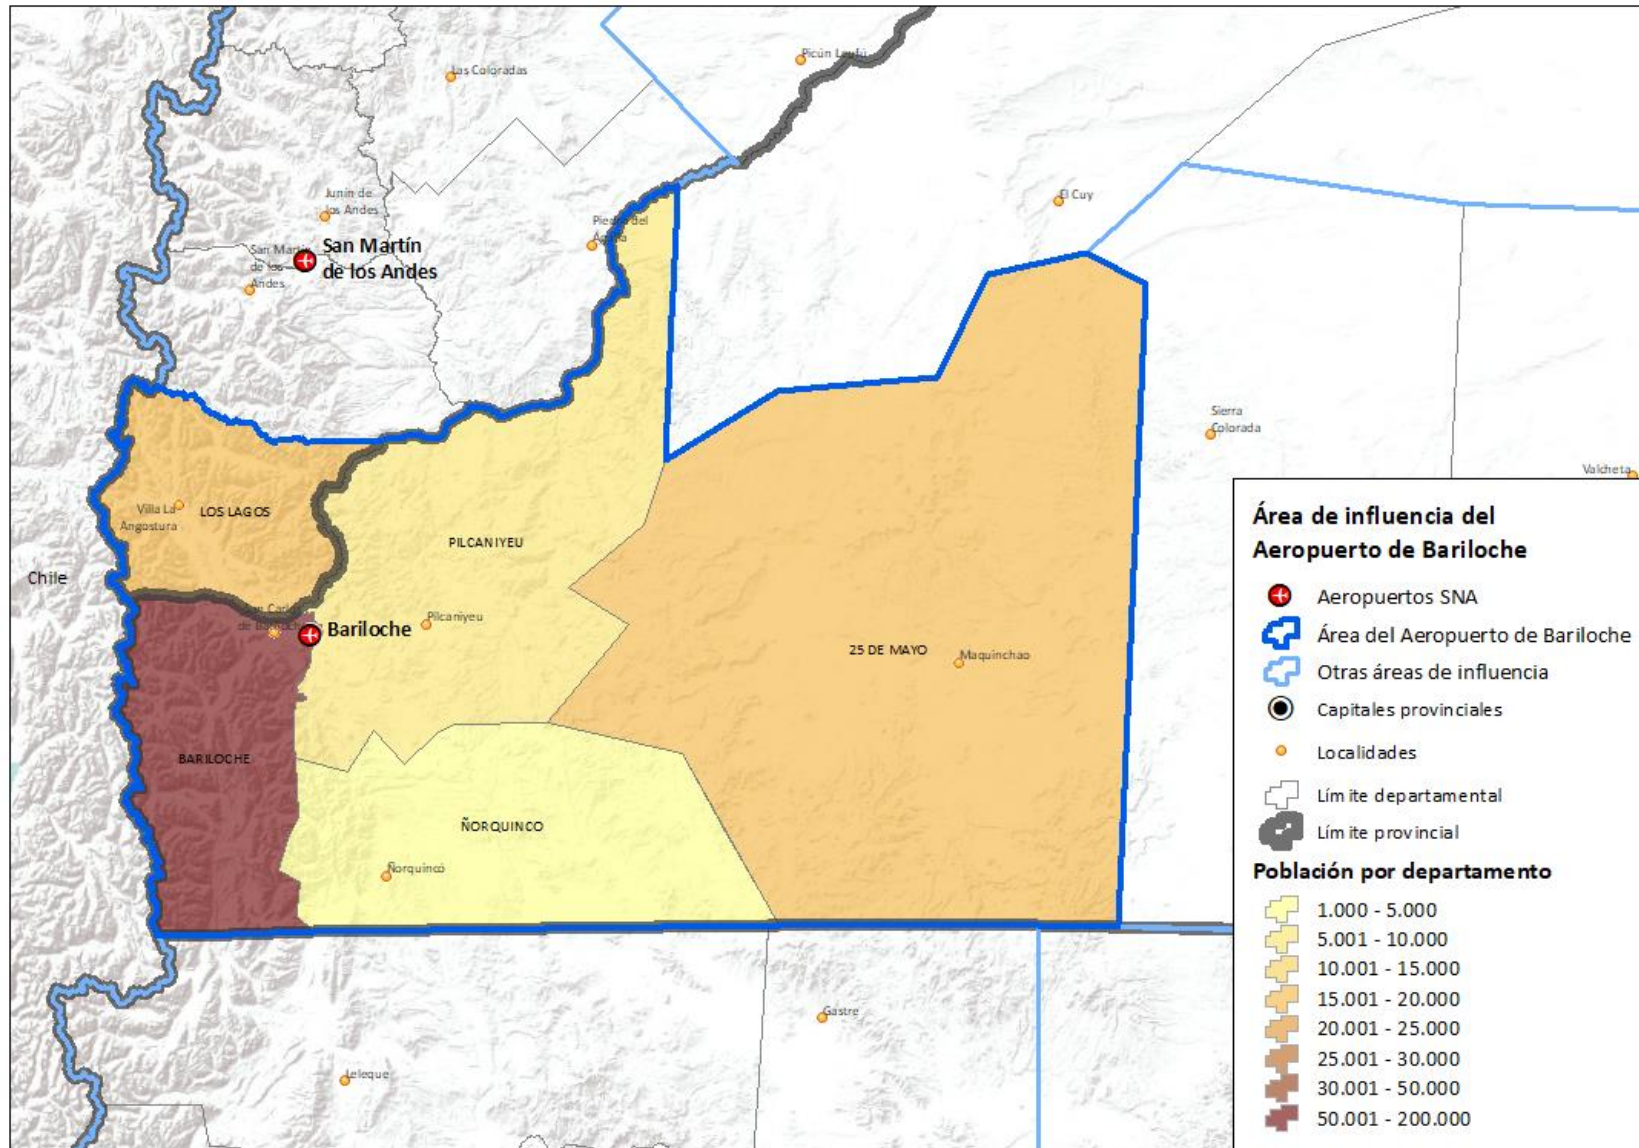 Las Coloradas
Picún Leufú
Junín de
los Andes
El Cuy
San Martín
de los
Andes
San Martín
de los Andes
Piedra del
Águila
Sierra
Colorada
Valcheta
Villa La
Angostura
LOS LAGOS
PILCANIYEU
Chile
San Carlos
de Bariloche
Bariloche
Pilcaniyeu
25 DE MAYO
Maquinchao
BARILOCHE
ÑORQUINCO
Ñorquincó
Gastre
Leleque
Área de influencia del
Aeropuerto de Bariloche
Aeropuertos SNA
Área del Aeropuerto de Bariloche
Otras áreas de influencia
Capitales provinciales
Localidades
Límite departamental
Límite provincial
Población por departamento
1.000 - 5.000
5.001 - 10.000
10.001 - 15.000
15.001 - 20.000
20.001 - 25.000
25.001 - 30.000
30.001 - 50.000
50.001 - 200.000